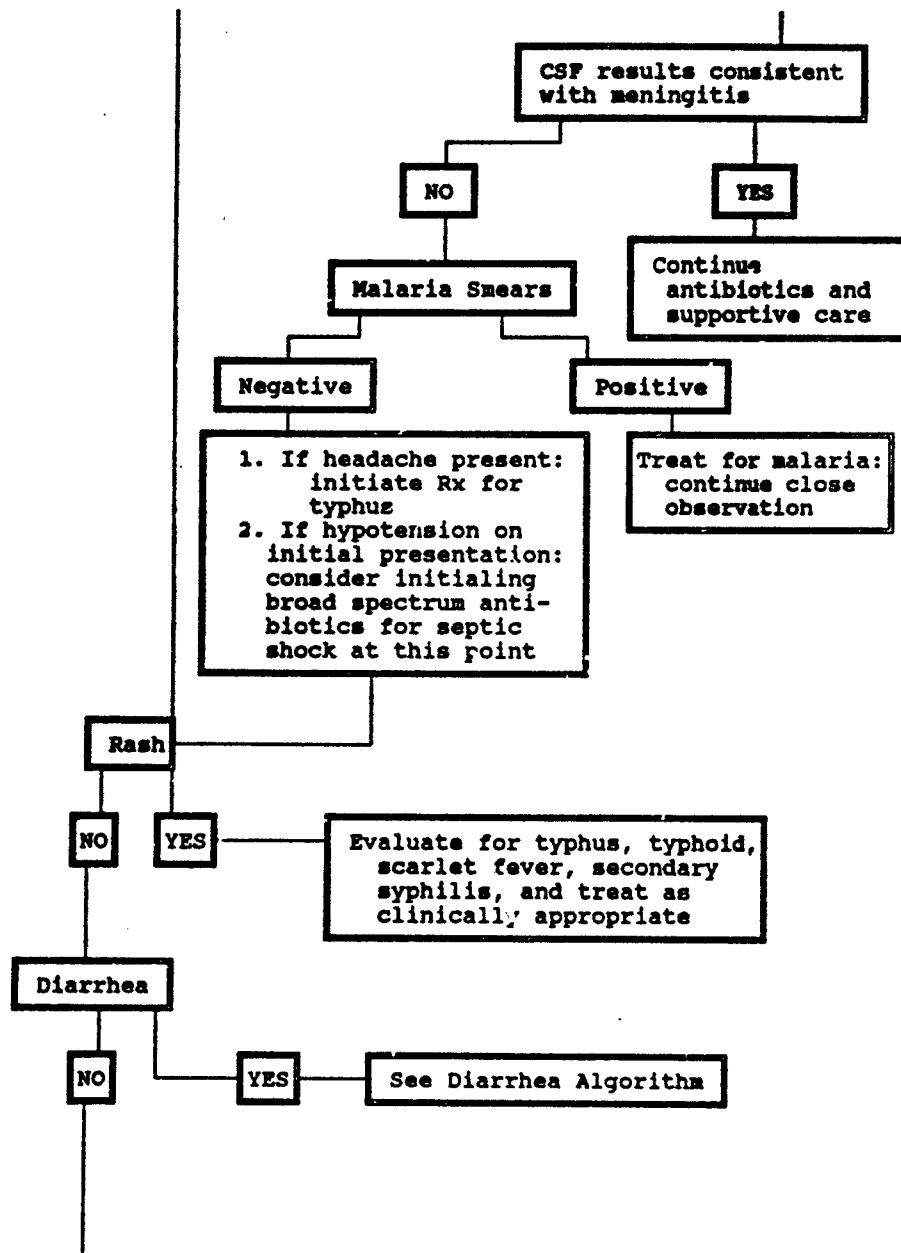 CSF results consistent
with meningitis
NO
YES
Continue
antibiotics and
supportive care
Malaria Smears
Negative
Positive
1. If headache present:
initiate Rx for
typhus
2. If hypotension on
initial presentation:
consider initialing
broad spectrum anti-
biotics for septic
shock at this point
Treat for malaria:
continue close
observation
Rash
NO
YES
Evaluate for typhus, typhoid,
scarlet fever, secondary
syphilis, and treat as
clinically appropriate
Diarrhea
NO
YES
See Diarrhea Algorithm